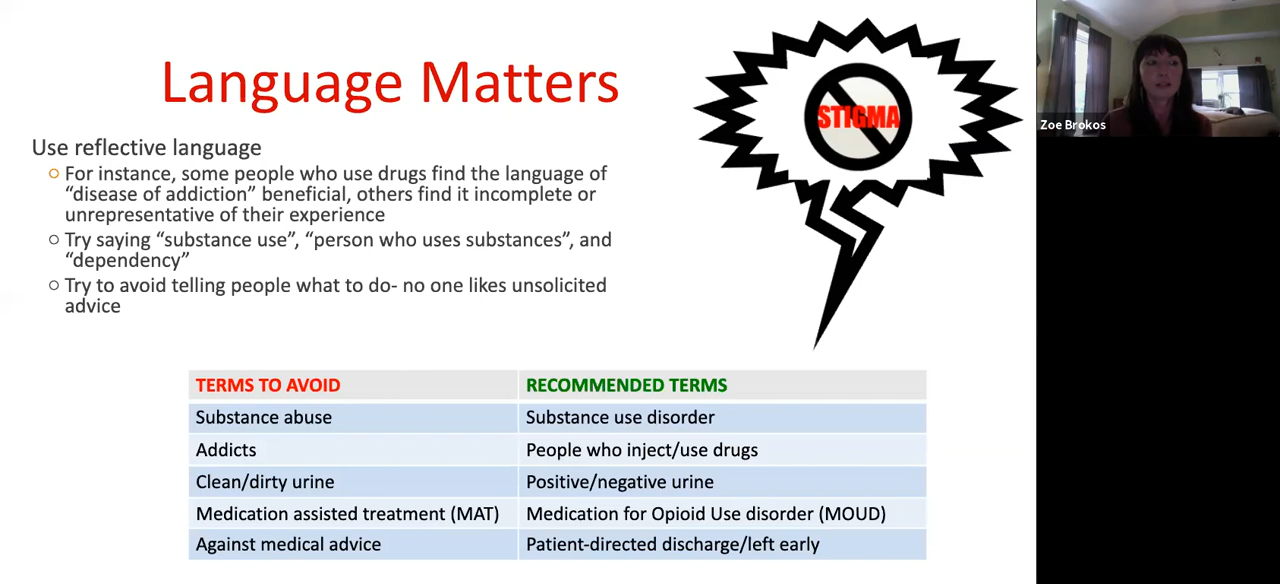 Language Matters
STIGMA
Zoe Brokos
Use reflective language
For instance, some people who use drugs find the language of
“disease of addiction” beneficial, others find it incomplete or
unrepresentative of their experience
Try saying “substance use”, “person who uses substances”, and
“dependency”
Try to avoid telling people what to do- no one likes unsolicited
advice
TERMS TO AVOID RECOMMENDED TERMS
Substance abuse Substance use disorder
Addicts People who inject/use drugs
Clean/dirty urine Positive/negative urine
Medication assisted treatment (MAT) Medication for Opioid Use disorder (MOUD)
Against medical advice Patient-directed discharge/left early